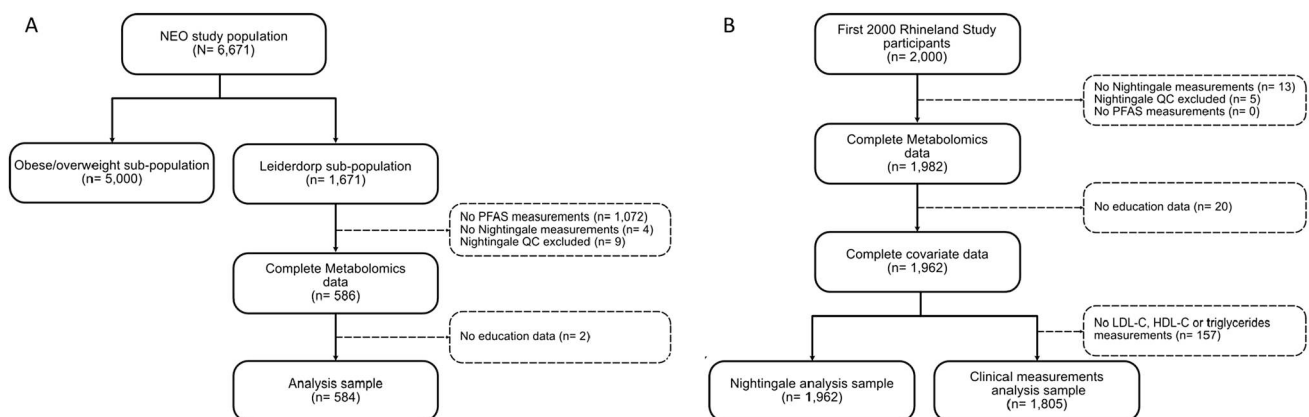 A
NEO study population
(N= 6,671)
Obese/overweight sub-population
(n= 5,000)
Leiderdorp sub-population
(n= 1,671)
No PFAS measurements (n= 1,072)
No Nightingale measurements (n= 4)
Nightingale QC excluded (n= 9)
Complete Metabolomics
data
(n= 586)
No education data (n= 2)
Analysis sample
(n= 584)
B
First 2000 Rhineland Study
participants
(n= 2,000)
No Nightingale measurements (n= 13)
Nightingale QC excluded (n= 5)
No PFAS measurements (n= 0)
Complete Metabolomics
data
(n= 1,982)
No education data (n= 20)
Complete covariate data
(n= 1,962)
No LDL-C, HDL-C or triglycerides
measurements (n= 157)
Nightingale analysis sample
(n= 1,962)
Clinical measurements
analysis sample
(n= 1,805)